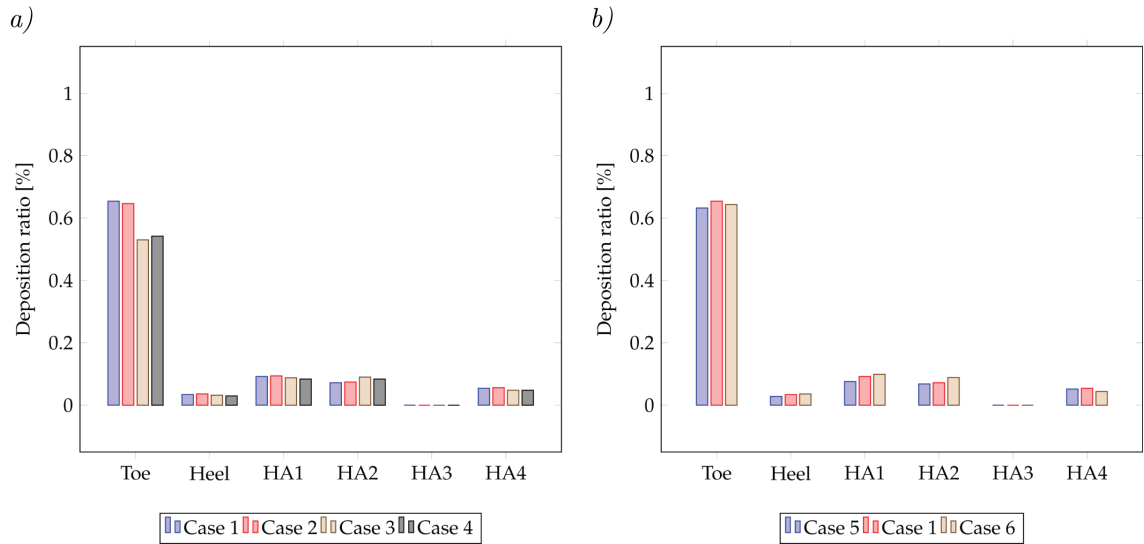 a)
Deposition ratio [%]
1
0.8
0.6
0.4
0.2
0
Toe Heel HA1 HA2 HA3 HA4
Case 1 Case 2 Case 3 Case 4
b)
Deposition ratio [%]
1
0.8
0.6
0.4
0.2
0
Toe Heel HA1 HA2 HA3 HA4
Case 5 Case 1 Case 6